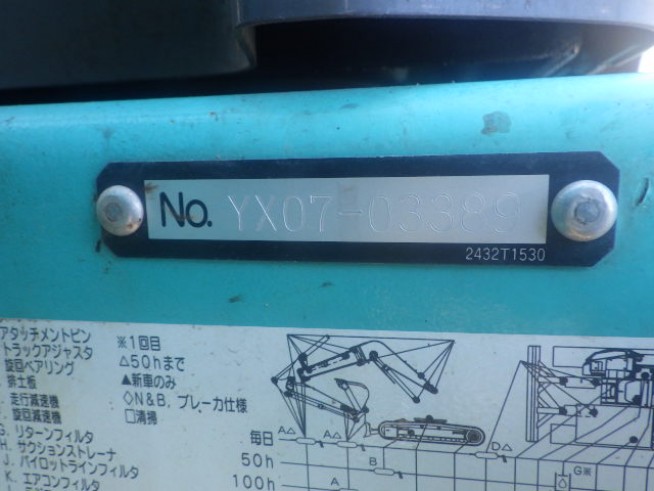 No. YX07-03389
2432T1530
アタッチメントピン
トラックアジャスタ
旋回ベアリング
排土板
走行減速機
旋回減速機
G. リターンフィルタ
H. サクションストレーナ
J. パイロットラインフィルタ
K. エアコンフィルタ
※1回目
△50hまで
▲新車のみ
◇N&B, ブレーカ仕様
□清掃
毎日
50h
100h
A△
A△
D△
B
G※
A